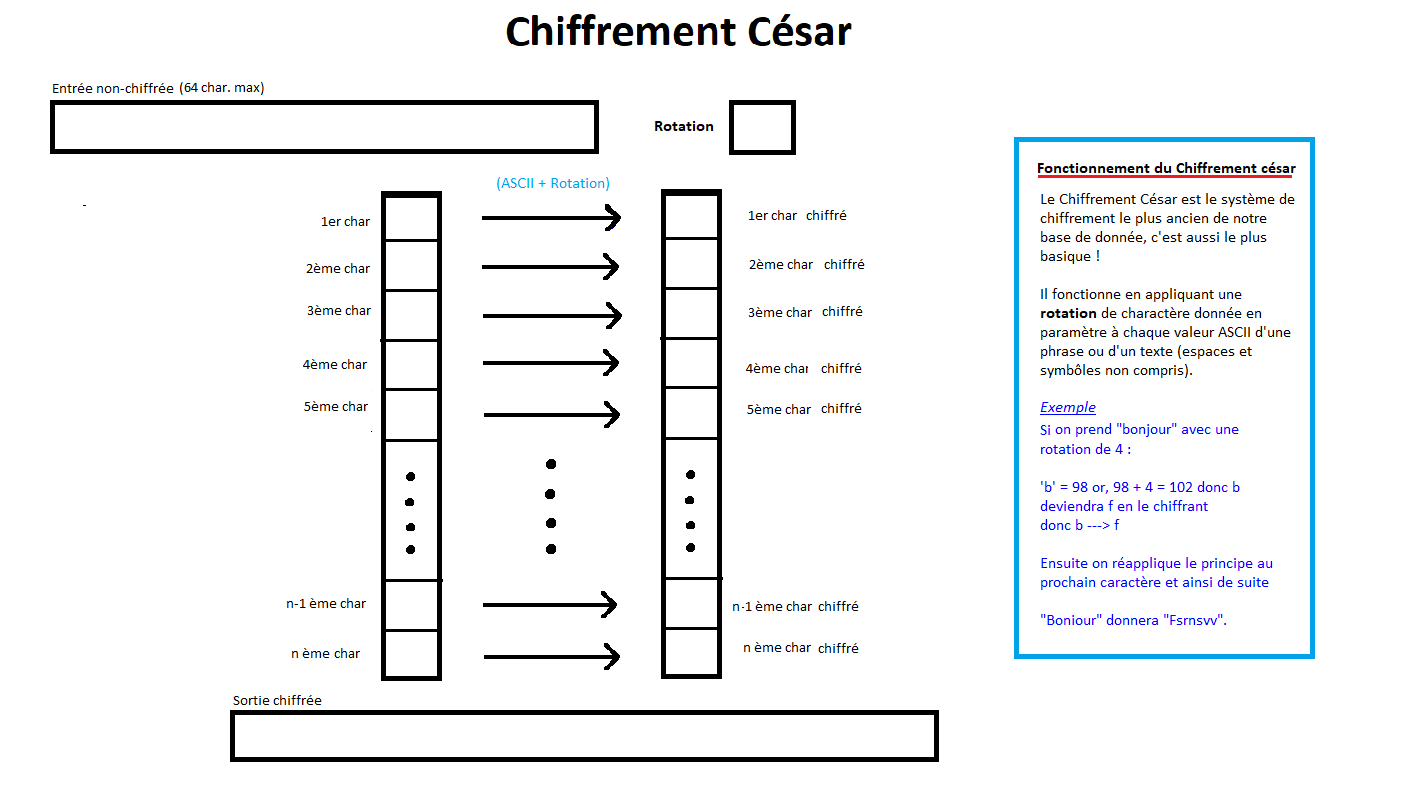 Chiffrement César
Entrée non-chiffrée (64 char. max)
Rotation
(ASCII + Rotation)
1er char
1er char chiffré
2ème char
2ème char chiffré
3ème char
3ème char chiffré
4ème char
4ème char chiffré
5ème char
5ème char chiffré
n-1 ème char
n-1 ème char chiffré
n ème char
n ème char chiffré
Sortie chiffrée
Fonctionnement du Chiffrement césar
Le Chiffrement César est le système de
chiffrement le plus ancien de notre
base de donnée, c'est aussi le plus
basique !
Il fonctionne en appliquant une
rotation de charactère donnée en
paramètre à chaque valeur ASCII d'une
phrase ou d'un texte (espaces et
symbôles non compris).
Exemple
Si on prend "bonjour" avec une
rotation de 4 :
'b' = 98 or, 98 + 4 = 102 donc b
deviendra f en le chiffrant
donc b ---> f
Ensuite on réapplique le principe au
prochain caractère et ainsi de suite
"Bonjour" donnera "Fsrnsvv".